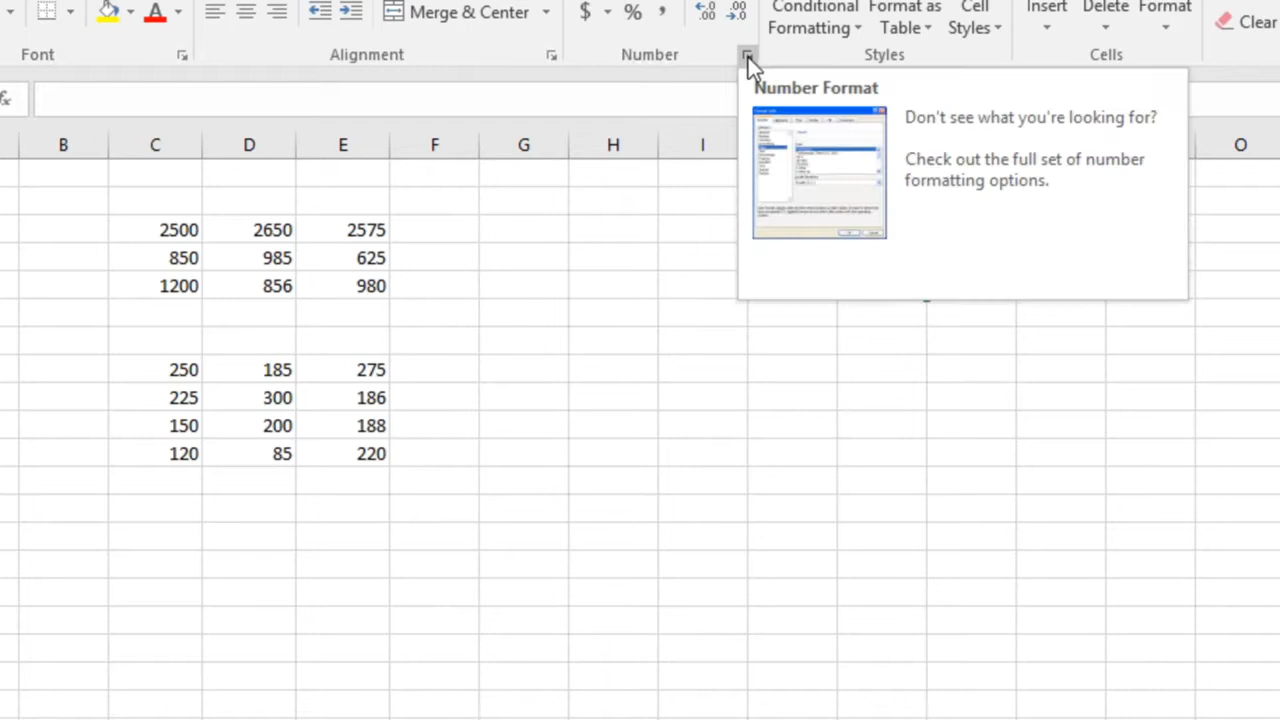 Merge & Center
$ % ,
.00
.00
Conditional
Formatting
Format as
Table
Cell
Styles
Insert
Delete
Format
Clear
Font
Alignment
Number
Styles
Cells
fx
Number Format
Don't see what you're looking for?
Check out the full set of number
formatting options.
B C D E F G H I O
2500 2650 2575
850 985 625
1200 856 980
250 185 275
225 300 186
150 200 188
120 85 220